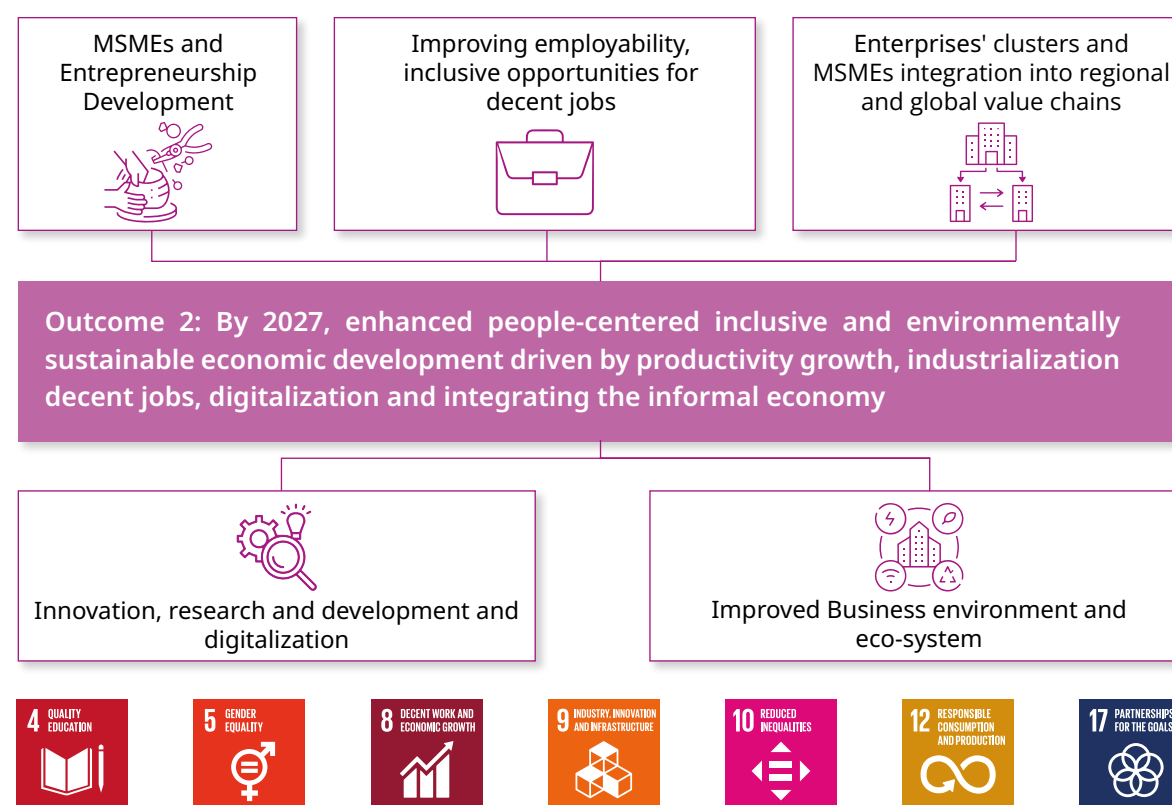 MSMEs and
Entrepreneurship
Development
Improving employability,
inclusive opportunities for
decent jobs
Enterprises' clusters and
MSMEs integration into regional
and global value chains
Outcome 2: By 2027, enhanced people-centered inclusive and environmentally
sustainable economic development driven by productivity growth, industrialization
decent jobs, digitalization and integrating the informal economy
Innovation, research and development and
digitalization
Improved Business environment and
eco-system
4 QUALITY
EDUCATION
5 GENDER
EQUALITY
8 DECENT WORK AND
ECONOMIC GROWTH
9 INDUSTRY, INNOVATION
AND INFRASTRUCTURE
10 REDUCED
INEQUALITIES
12 RESPONSIBLE
CONSUMPTION
AND PRODUCTION
17 PARTNERSHIPS
FOR THE GOALS